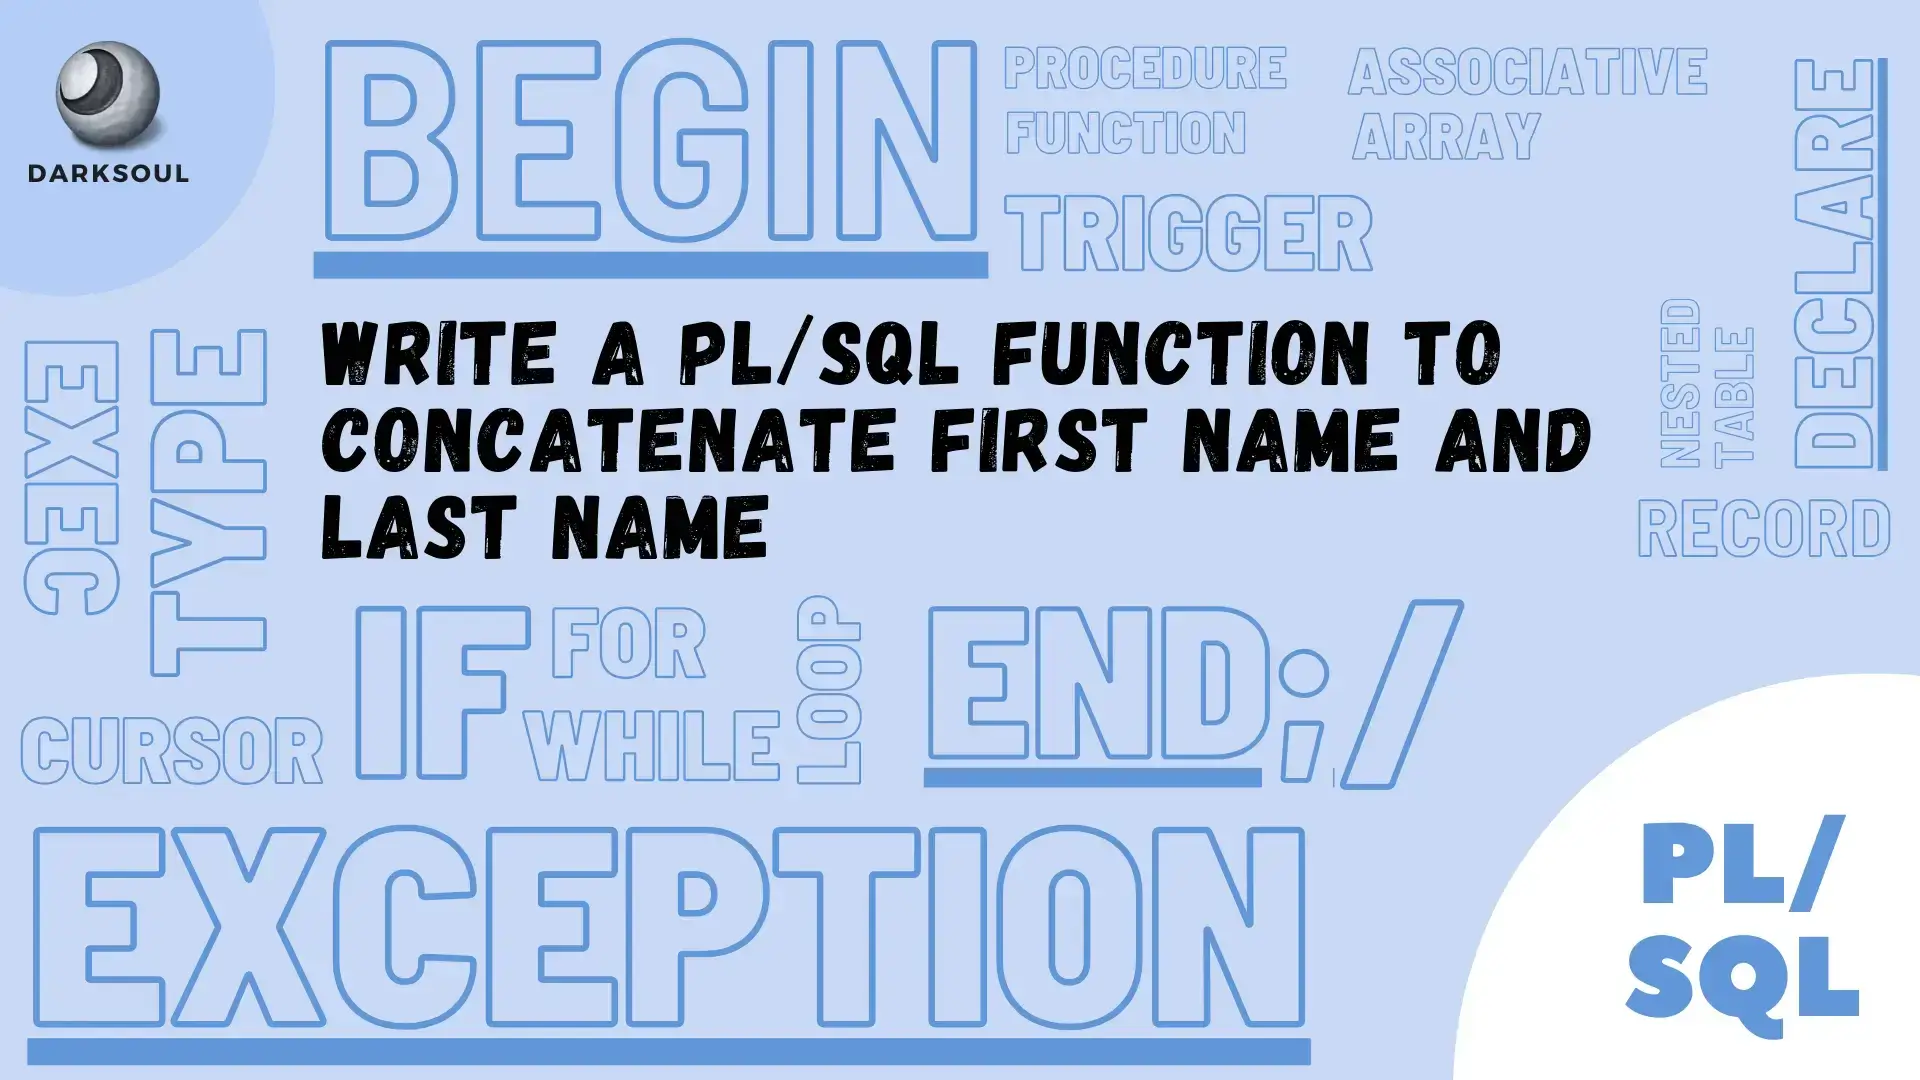 DARKSOUL
BEGIN
PROCEDURE
FUNCTION
TRIGGER
ASSOCIATIVE
ARRAY
DECLARE
NESTED
TABLE
RECORD
EXEC
TYPE
WRITE A PL/SQL FUNCTION TO
CONCATENATE FIRST NAME AND
LAST NAME
CURSOR
IF
FOR
WHILE
LOOP
END;/
EXCEPTION
PL/
SQL